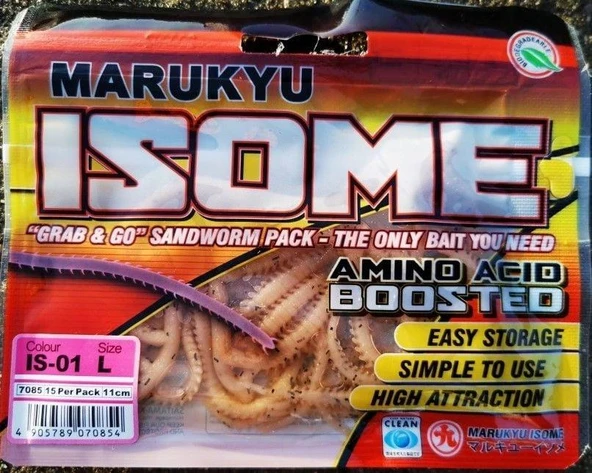 BIODEGRADEABLE
MARUKYU
ISOME
"GRAB & GO" SANDWORM PACK - THE ONLY BAIT YOU NEED
AMINO ACID
BOOSTED
EASY STORAGE
SIMPLE TO USE
HIGH ATTRACTION
Colour Size
IS-01 L
7085 15 Per Pack 11cm
4 905789 070854
CLEAN
MARUKYU ISOME
マルキユーイソメ